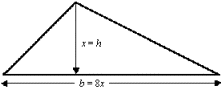 x = h
b = 8x